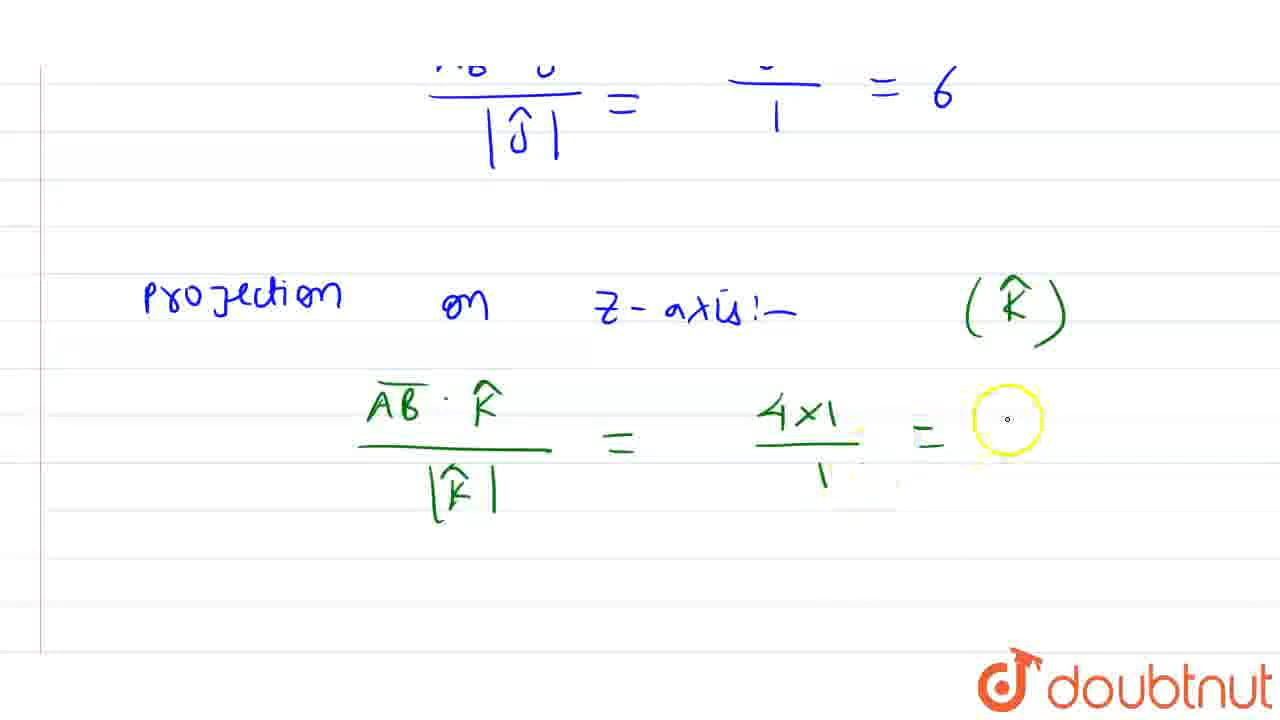 = = 6
|ĵ| 1
Projection on Z-axis:- (K̂)
AB̅ · K̂ = 4×1 =
|K̂| 1
doubtnut